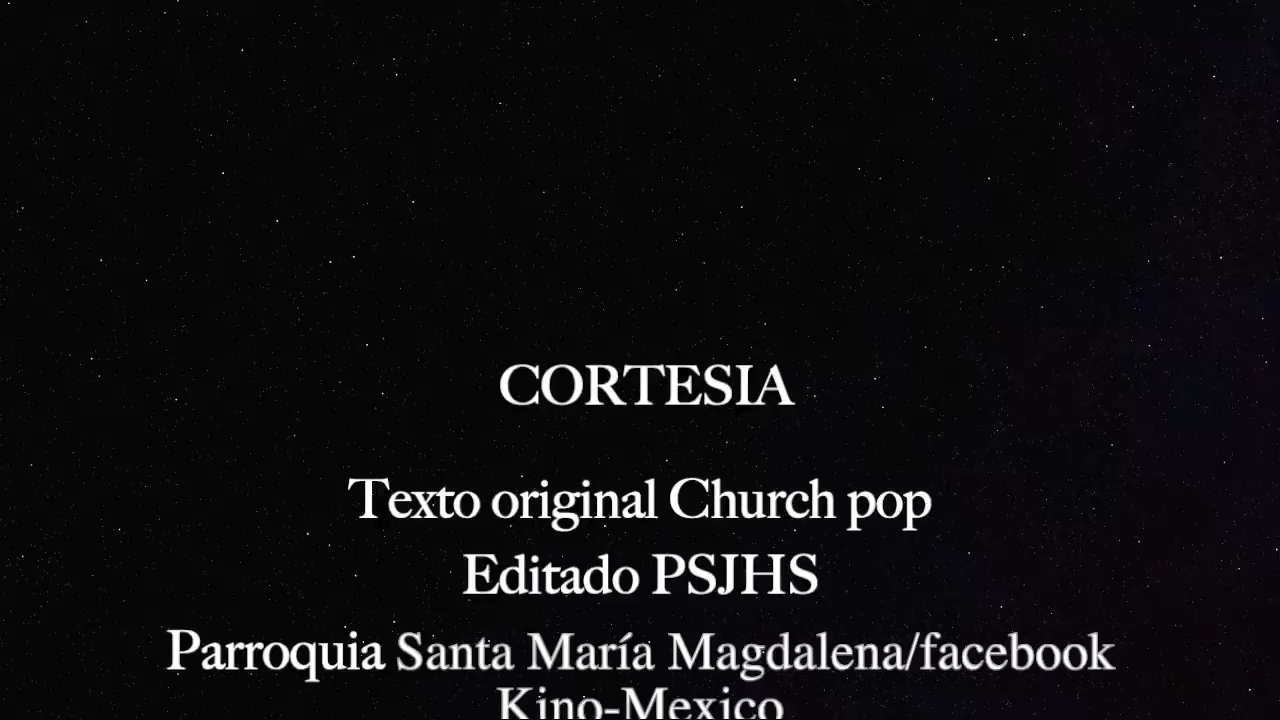 CORTESIA
Texto original Church pop
Editado PSJHS
Parroquia Santa María Magdalena/facebook
Kino-Mexico